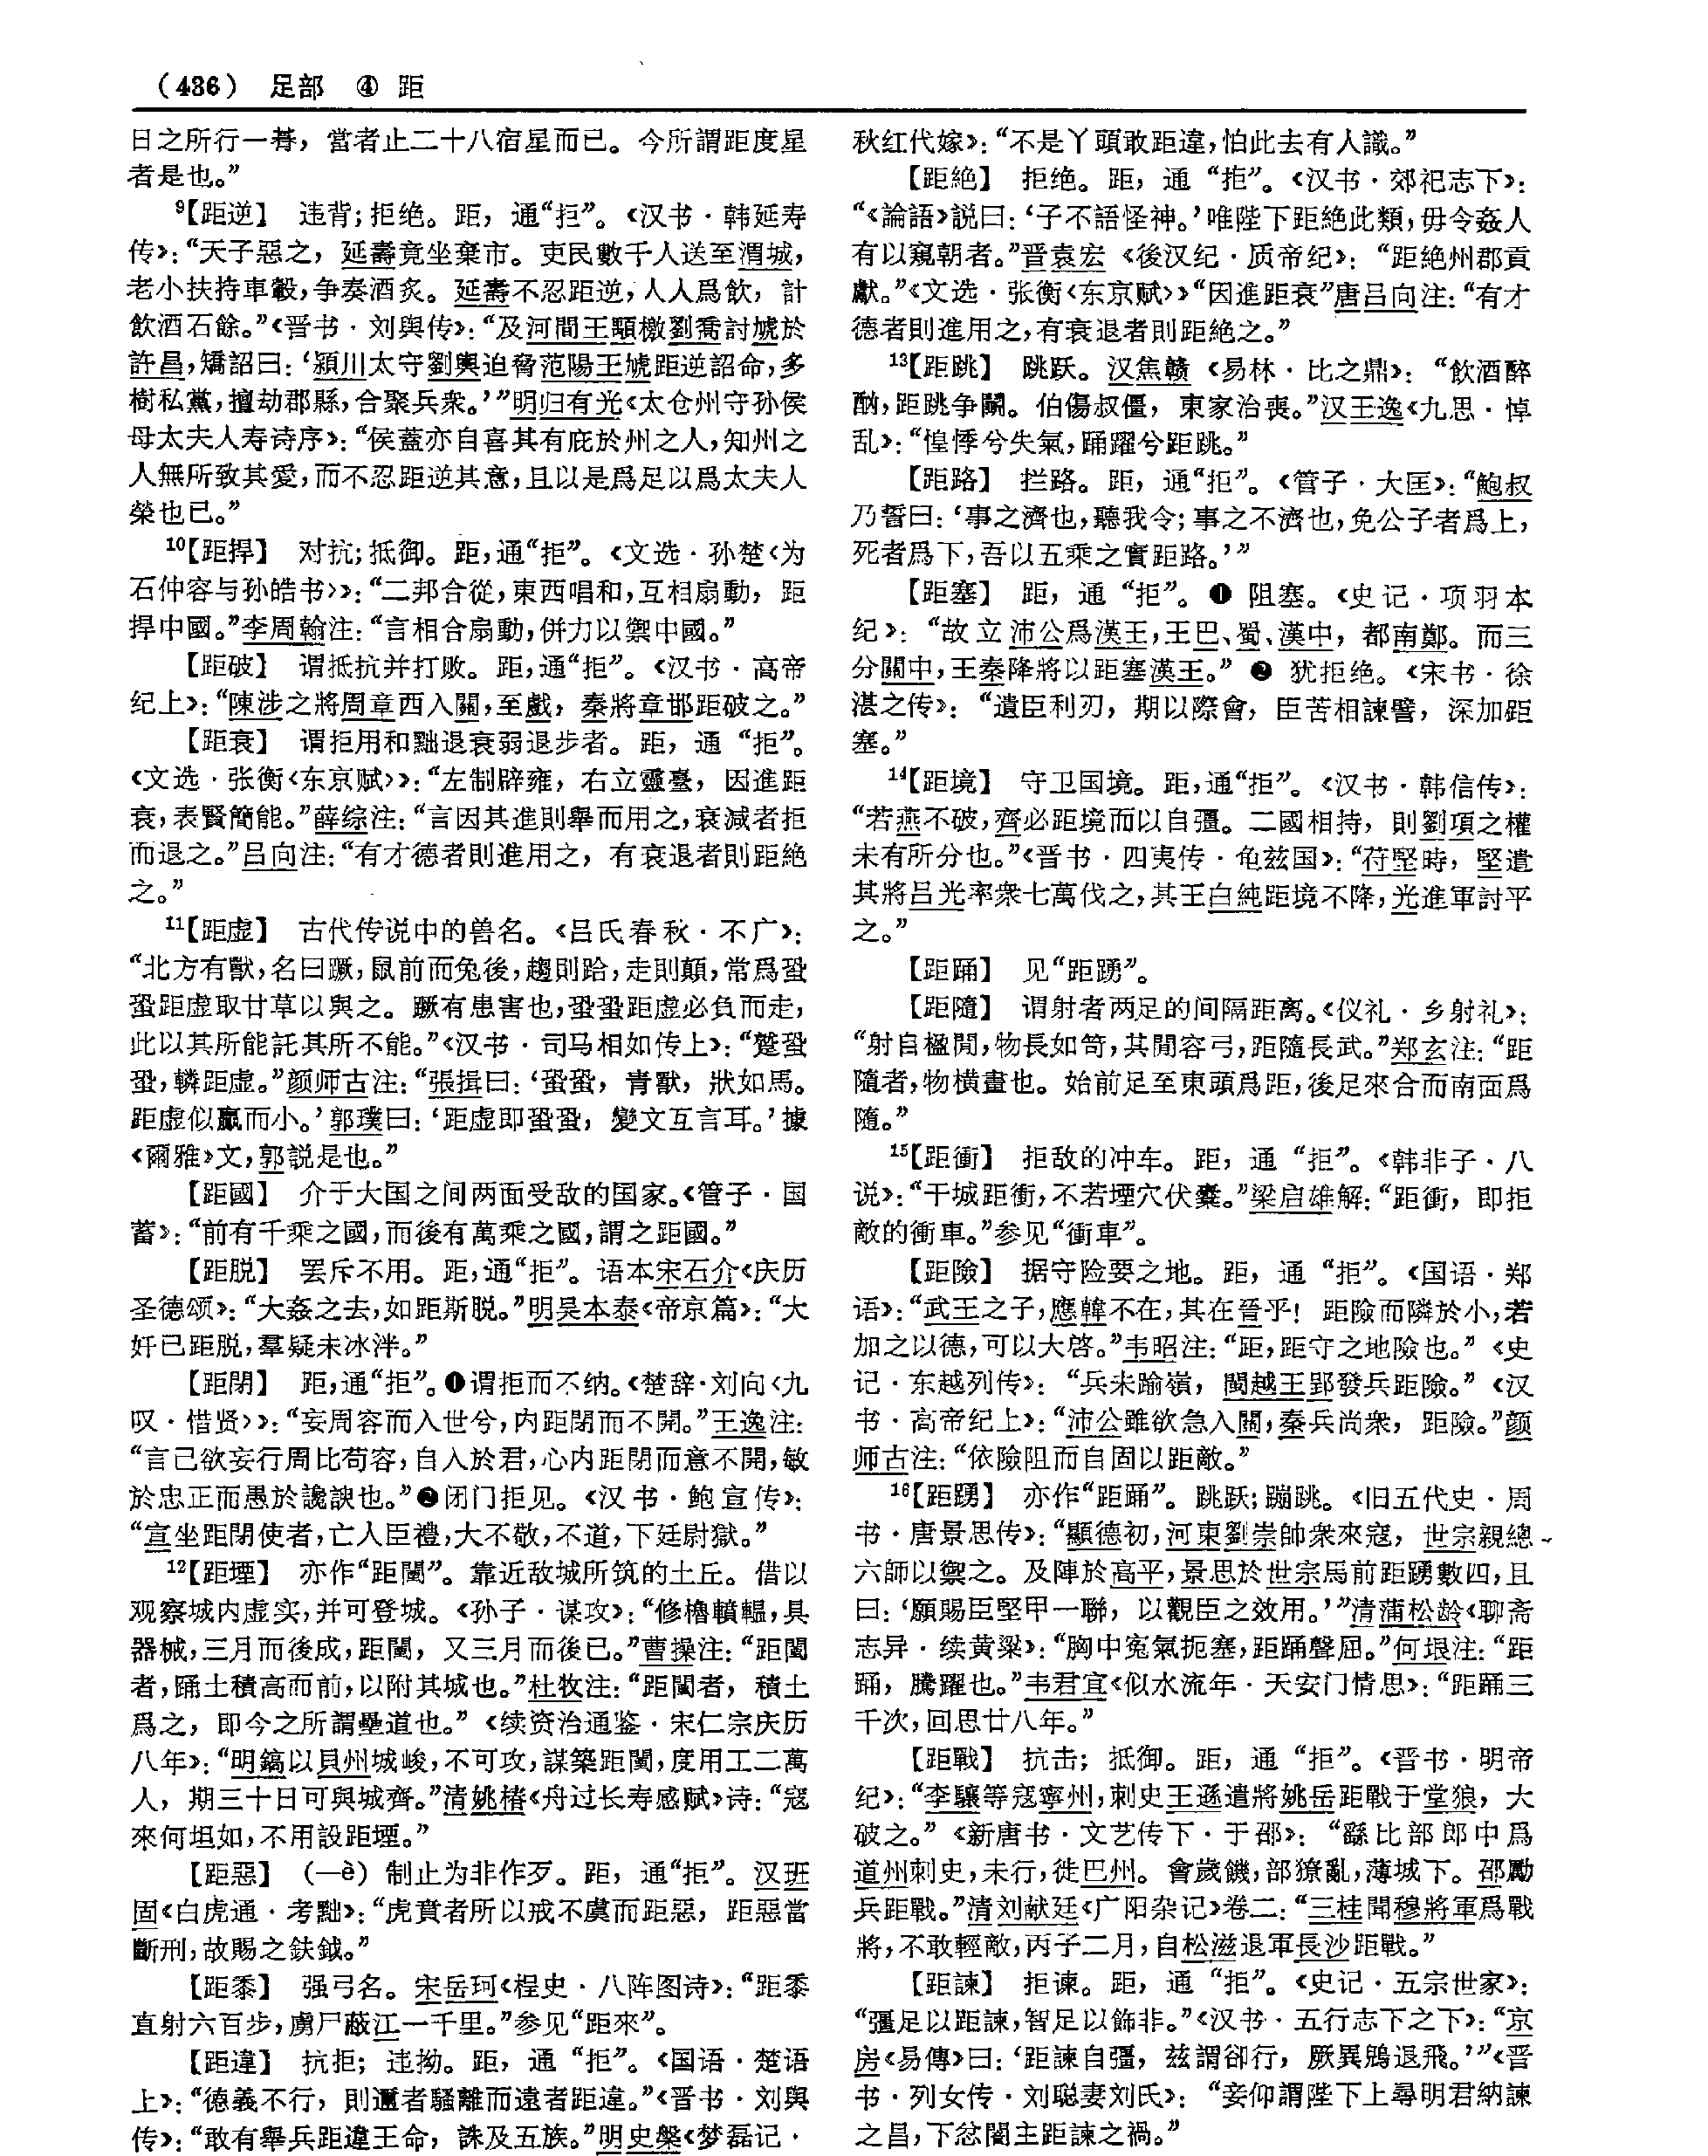 (436) 足部 ④ 距
日之所行一朞，當者止二十八宿星而已。今所謂距度星
者是也。”
⁹【距逆】 违背；拒绝。距，通“拒”。《汉书·韩延寿
传》：“天子惡之，延壽竟坐棄市。吏民數千人送至渭城，
老小扶持車轂，争奏酒炙。延壽不忍距逆，人人爲飲，計
飲酒石餘。”《晋书·刘舆传》：“及河間王顒檄劉喬討虓於
許昌，矯詔曰：‘潁川太守劉輿迫脅范陽王虓距逆詔命，多
樹私黨，擅劫郡縣，合聚兵衆。’”明归有光《太仓州守孙侯
母太夫人寿诗序》：“侯蓋亦自喜其有庇於州之人，知州之
人無所致其愛，而不忍距逆其意，且以是爲足以爲太夫人
榮也已。”
¹⁰【距捍】 对抗；抵御。距，通“拒”。《文选·孙楚〈为
石仲容与孙皓书〉》：“二邦合從，東西唱和，互相扇動，距
捍中國。”李周翰注：“言相合扇動，併力以禦中國。”
【距破】 谓抵抗并打败。距，通“拒”。《汉书·高帝
纪上》：“陳涉之將周章西入關，至戲，秦將章邯距破之。”
【距衰】 谓拒用和黜退衰弱退步者。距，通“拒”。
《文选·张衡〈东京赋〉》：“左制辟雍，右立靈臺，因進距
衰，表賢簡能。”薛综注：“言因其進則舉而用之，衰減者拒
而退之。”吕向注：“有才德者則進用之，有衰退者則距絶
之。”
¹¹【距虚】 古代传说中的兽名。《吕氏春秋·不广》：
“北方有獸，名曰蹶，鼠前而兔後，趨則跲，走則顛，常爲蛩
蛩距虚取甘草以與之。蹶有患害也，蛩蛩距虚必負而走，
此以其所能託其所不能。”《汉书·司马相如传上》：“蹵蛩
蛩，轔距虚。”颜师古注：“張揖曰：‘蛩蛩，青獸，狀如馬。
距虚似驘而小。’郭璞曰：‘距虚即蛩蛩，變文互言耳。’據
《爾雅》文，郭説是也。”
【距國】 介于大国之间两面受敌的国家。《管子·国
蓄》：“前有千乘之國，而後有萬乘之國，謂之距國。”
【距脱】 罢斥不用。距，通“拒”。语本宋石介《庆历
圣德颂》：“大姦之去，如距斯脱。”明吴本泰《帝京篇》：“大
奸已距脱，羣疑未冰泮。”
【距閉】 距，通“拒”。❶谓拒而不纳。《楚辞·刘向〈九
叹·惜贤〉》：“妄周容而入世兮，内距閉而不開。”王逸注：
“言己欲妄行周比苟容，自入於君，心内距閉而意不開，敏
於忠正而愚於讒諛也。”❷闭门拒见。《汉书·鲍宣传》：
“宣坐距閉使者，亡人臣禮，大不敬，不道，下廷尉獄。”
¹²【距堙】 亦作“距闉”。靠近敌城所筑的土丘。借以
观察城内虚实，并可登城。《孙子·谋攻》：“修櫓轒轀，具
器械，三月而後成，距闉，又三月而後已。”曹操注：“距闉
者，踊土積高而前，以附其城也。”杜牧注：“距闉者，積土
爲之，即今之所謂壘道也。”《续资治通鉴·宋仁宗庆历
八年》：“明鎬以貝州城峻，不可攻，謀築距闉，度用工二萬
人，期三十日可與城齊。”清姚椿《舟过长寿感赋》诗：“寇
來何坦如，不用設距堙。”
【距惡】 （—è）制止为非作歹。距，通“拒”。汉班
固《白虎通·考黜》：“虎賁者所以戒不虞而距惡，距惡當
斷刑，故賜之鈇鉞。”
【距黍】 强弓名。宋岳珂《桯史·八阵图诗》：“距黍
直射六百步，虜尸蔽江一千里。”参见“距來”。
【距違】 抗拒；违拗。距，通“拒”。《国语·楚语
上》：“德義不行，則邇者騷離而遠者距違。”《晋书·刘舆
传》：“敢有舉兵距違王命，誅及五族。”明史槃《梦磊记·
秋红代嫁》：“不是丫頭敢距違，怕此去有人識。”
【距絶】 拒绝。距，通“拒”。《汉书·郊祀志下》：
“《論語》説曰：‘子不語怪神。’唯陛下距絶此類，毋令姦人
有以窺朝者。”晋袁宏《後汉纪·质帝纪》：“距絶州郡貢
獻。”《文选·张衡〈东京赋〉》“因進距衰”唐吕向注：“有才
德者則進用之，有衰退者則距絶之。”
¹³【距跳】 跳跃。汉焦赣《易林·比之鼎》：“飲酒醉
酗，距跳争鬭。伯傷叔僵，東家治喪。”汉王逸《九思·悼
乱》：“惶悸兮失氣，踊躍兮距跳。”
【距路】 拦路。距，通“拒”。《管子·大匡》：“鮑叔
乃誓曰：‘事之濟也，聽我令；事之不濟也，免公子者爲上，
死者爲下，吾以五乘之實距路。’”
【距塞】 距，通“拒”。❶ 阻塞。《史记·项羽本
纪》：“故立沛公爲漢王，王巴、蜀、漢中，都南鄭。而三
分關中，王秦降將以距塞漢王。”❷ 犹拒绝。《宋书·徐
湛之传》：“遺臣利刃，期以際會，臣苦相諫譬，深加距
塞。”
¹⁴【距境】 守卫国境。距，通“拒”。《汉书·韩信传》：
“若燕不破，齊必距境而以自彊。二國相持，則劉項之權
未有所分也。”《晋书·四夷传·龟兹国》：“苻堅時，堅遣
其將吕光率衆七萬伐之，其王白純距境不降，光進軍討平
之。”
【距踊】 见“距踴”。
【距隨】 谓射者两足的间隔距离。《仪礼·乡射礼》：
“射自楹閒，物長如笴，其閒容弓，距隨長武。”郑玄注：“距
隨者，物横畫也。始前足至東頭爲距，後足來合而南面爲
隨。”
¹⁵【距衝】 拒敌的冲车。距，通“拒”。《韩非子·八
说》：“干城距衝，不若堙穴伏櫜。”梁启雄解：“距衝，即拒
敵的衝車。”参见“衝車”。
【距險】 据守险要之地。距，通“拒”。《国语·郑
语》：“武王之子，應韓不在，其在晉乎！距險而隣於小，若
加之以德，可以大啓。”韦昭注：“距，距守之地險也。”《史
记·东越列传》：“兵未踰嶺，閩越王郢發兵距險。”《汉
书·高帝纪上》：“沛公雖欲急入關，秦兵尚衆，距險。”颜
师古注：“依險阻而自固以距敵。”
¹⁶【距踴】 亦作“距踊”。跳跃；蹦跳。《旧五代史·周
书·唐景思传》：“顯德初，河東劉崇帥衆來寇，世宗親總
六師以禦之。及陣於高平，景思於世宗馬前距踴數四，且
曰：‘願賜臣堅甲一聯，以觀臣之效用。’”清蒲松龄《聊斋
志异·续黄粱》：“胸中寃氣扼塞，距踊聲屈。”何垠注：“距
踊，騰躍也。”韦君宜《似水流年·天安门情思》：“距踊三
千次，回思廿八年。”
【距戰】 抗击；抵御。距，通“拒”。《晋书·明帝
纪》：“李驤等寇寧州，刺史王遜遣將姚岳距戰于堂狼，大
破之。”《新唐书·文艺传下·于邵》：“繇比部郎中爲
道州刺史，未行，徙巴州。會歲饑，部獠亂，薄城下。邵勵
兵距戰。”清刘献廷《广阳杂记》卷二：“三桂聞穆將軍爲戰
將，不敢輕敵，丙子二月，自松滋退軍長沙距戰。”
【距諫】 拒谏。距，通“拒”。《史记·五宗世家》：
“彊足以距諫，智足以飾非。”《汉书·五行志下之下》：“京
房《易傳》曰：‘距諫自彊，兹謂卻行，厥異鶂退飛。’”《晋
书·列女传·刘聪妻刘氏》：“妾仰謂陛下上尋明君納諫
之昌，下忿闇主距諫之禍。”